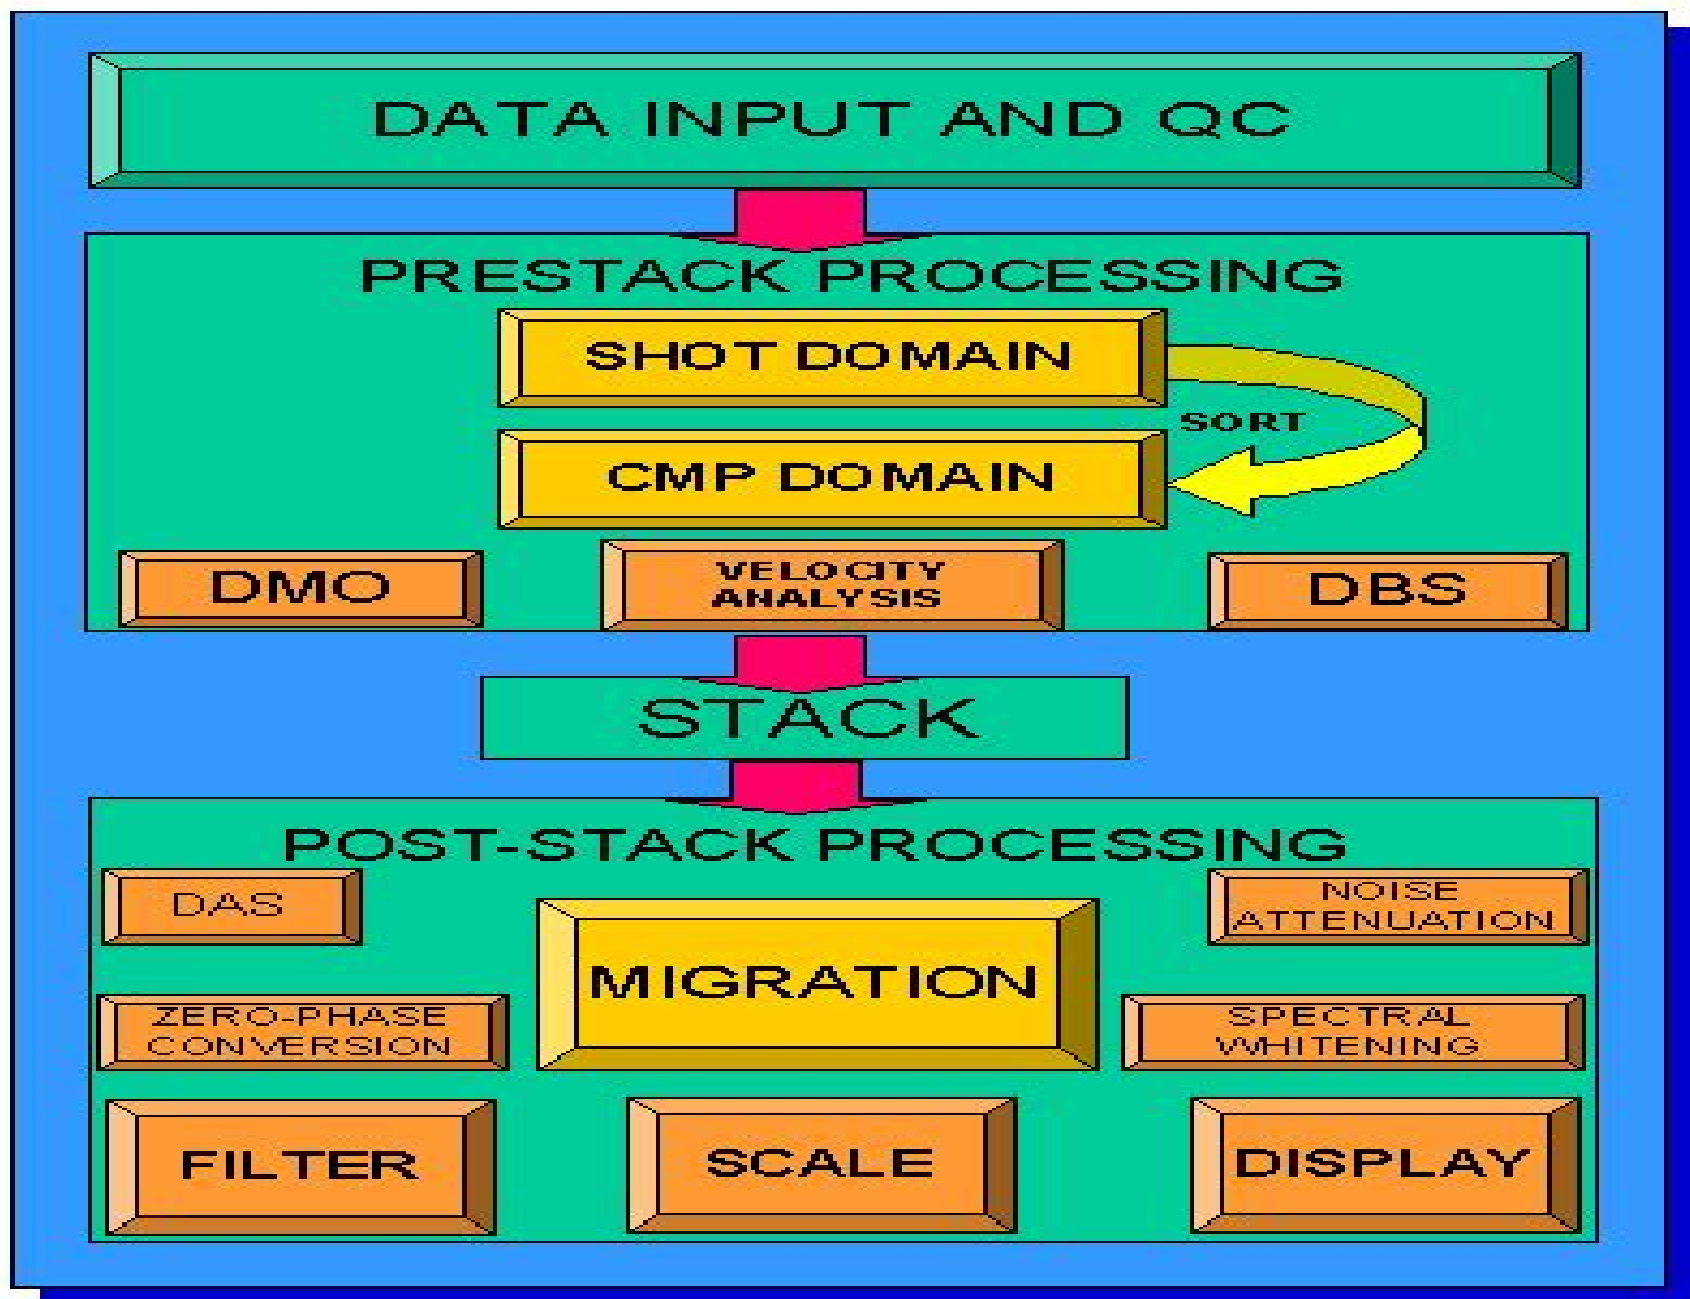 DATA INPUT AND QC
PRESTACK PROCESSING
SHOT DOMAIN
SORT
CMP DOMAIN
DMO
VELOCITY
ANALYSIS
DBS
STACK
POST-STACK PROCESSING
DAS
NOISE
ATTENUATION
MIGRATION
ZERO-PHASE
CONVERSION
SPECTRAL
WHITENING
FILTER
SCALE
DISPLAY